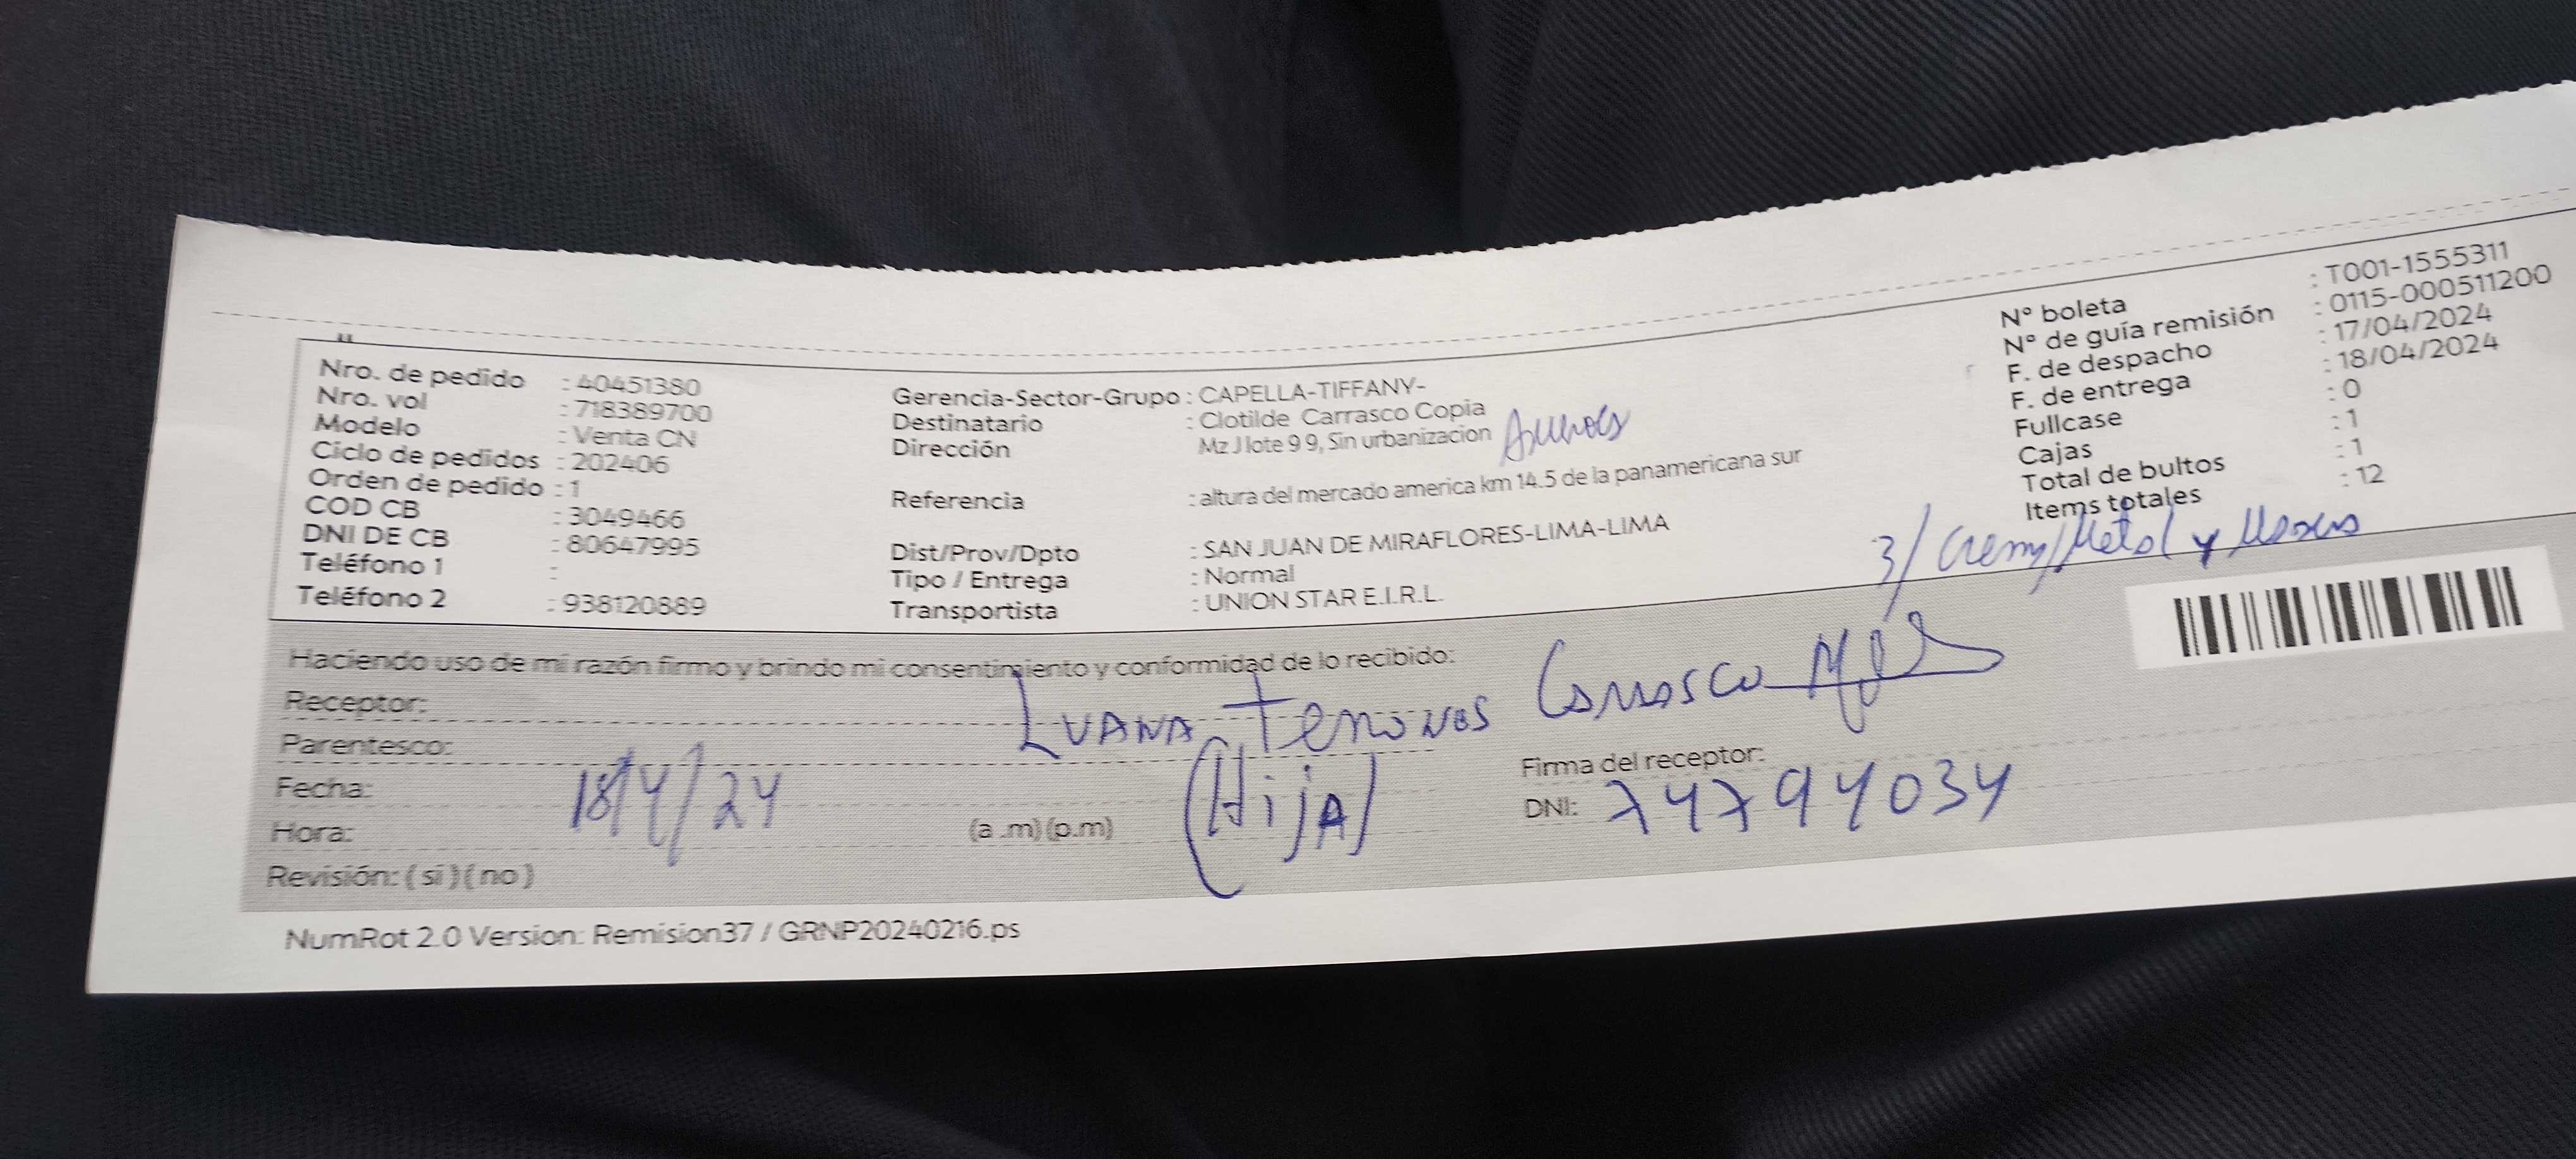 Nro. de pedido : 40451380
Nro. vol : 718389700
Modelo : Venta CN
Ciclo de pedidos : 202406
Orden de pedido : 1
COD CB : 3049466
DNI DE CB : 80647995
Teléfono 1 :
Teléfono 2 : 938120889
Gerencia-Sector-Grupo : CAPELLA-TIFFANY-
Destinatario : Clotilde Carrasco Copia
Dirección Mz J lote 9 9, Sin urbanizacion
Referencia : altura del mercado america km 14.5 de la panamericana sur
Dist/Prov/Dpto : SAN JUAN DE MIRAFLORES-LIMA-LIMA
Tipo / Entrega : Normal
Transportista : UNION STAR E.I.R.L.
N° boleta : T001-1555311
N° de guía remisión : 0115-000511200
F. de despacho : 17/04/2024
F. de entrega : 18/04/2024
Fullcase : 0
Cajas : 1
Total de bultos : 1
Items totales : 12
3/ Crem/Metal y
Haciendo uso de mi razón firmo y brindo mi consentimiento y conformidad de lo recibido:
Receptor: Luana Carrasco
Parentesco: (Hija)
Firma del receptor:
Fecha: 18/4/24
DNI: 74794034
Hora: (a .m) (p.m)
Revisión: ( si ) ( no )
NumRot 2.0 Version: Remision37 / GRNP20240216.ps